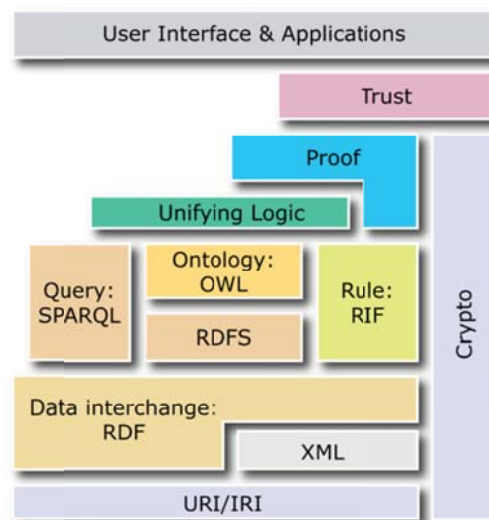 User Interface & Applications
Trust
Proof
Unifying Logic
Query:
SPARQL
Ontology:
OWL
RDFS
Rule:
RIF
Crypto
Data interchange:
RDF
XML
URI/IRI